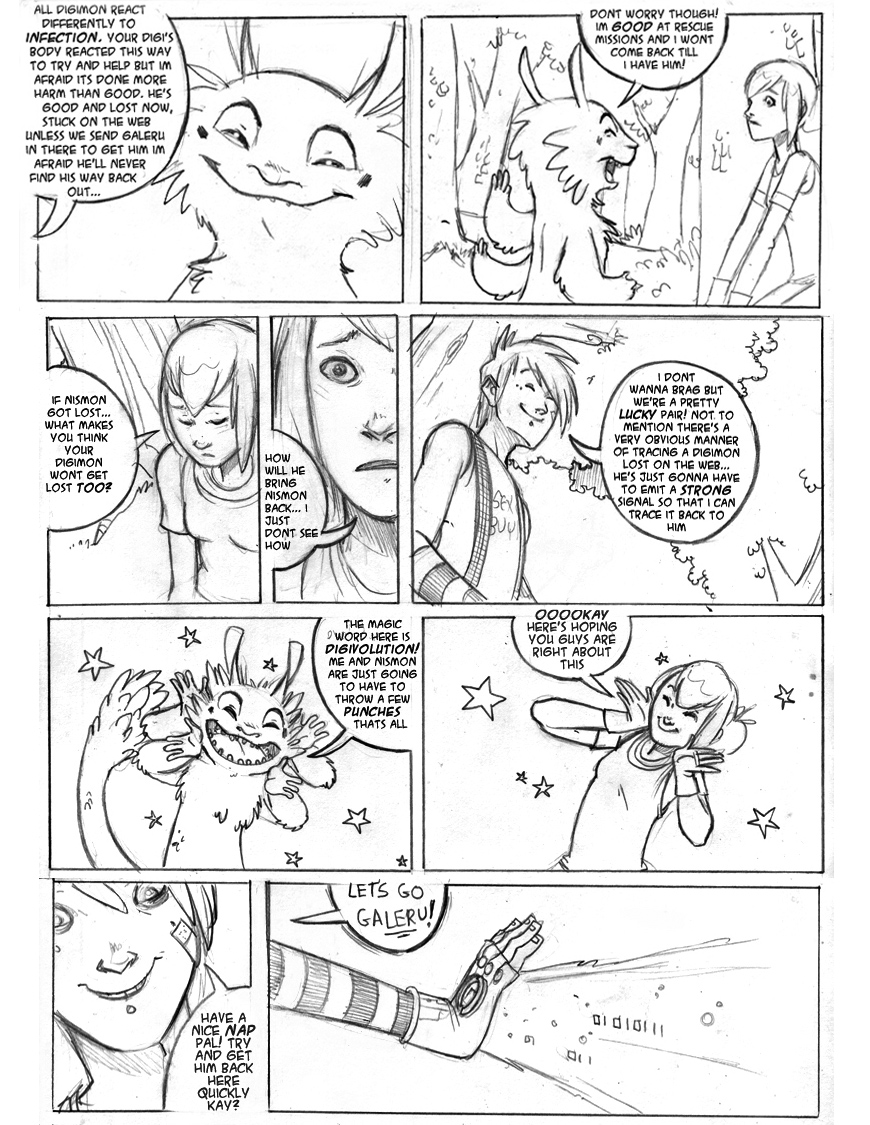 ALL DIGIMON REACT
DIFFERENTLY TO
INFECTION. YOUR DIGI'S
BODY REACTED THIS WAY
TO TRY AND HELP BUT IM
AFRAID ITS DONE MORE
HARM THAN GOOD. HE'S
GOOD AND LOST NOW,
STUCK ON THE WEB
UNLESS WE SEND GALERU
IN THERE TO GET HIM IM
AFRAID HE'LL NEVER
FIND HIS WAY BACK
OUT...
DONT WORRY THOUGH!
IM GOOD AT RESCUE
MISSIONS AND I WONT
COME BACK TILL
I HAVE HIM!
IF NISMON
GOT LOST...
WHAT MAKES
YOU THINK
YOUR
DIGIMON
WONT GET
LOST TOO?
HOW
WILL HE
BRING
NISMON
BACK... I
JUST
DONT SEE
HOW
I DONT
WANNA BRAG BUT
WE'RE A PRETTY
LUCKY PAIR! NOT TO
MENTION THERE'S A
VERY OBVIOUS MANNER
OF TRACING A DIGIMON
LOST ON THE WEB...
HE'S JUST GONNA HAVE
TO EMIT A STRONG
SIGNAL SO THAT I CAN
TRACE IT BACK TO
HIM
SEX
THE MAGIC
WORD HERE IS
DIGIVOLUTION!
ME AND NISMON
ARE JUST GOING
TO HAVE TO
THROW A FEW
PUNCHES
THATS ALL
OOOOKAY
HERE'S HOPING
YOU GUYS ARE
RIGHT ABOUT
THIS
HAVE A
NICE NAP
PAL! TRY
AND GET
HIM BACK
HERE
QUICKLY
KAY?
LET'S GO
GALERU!